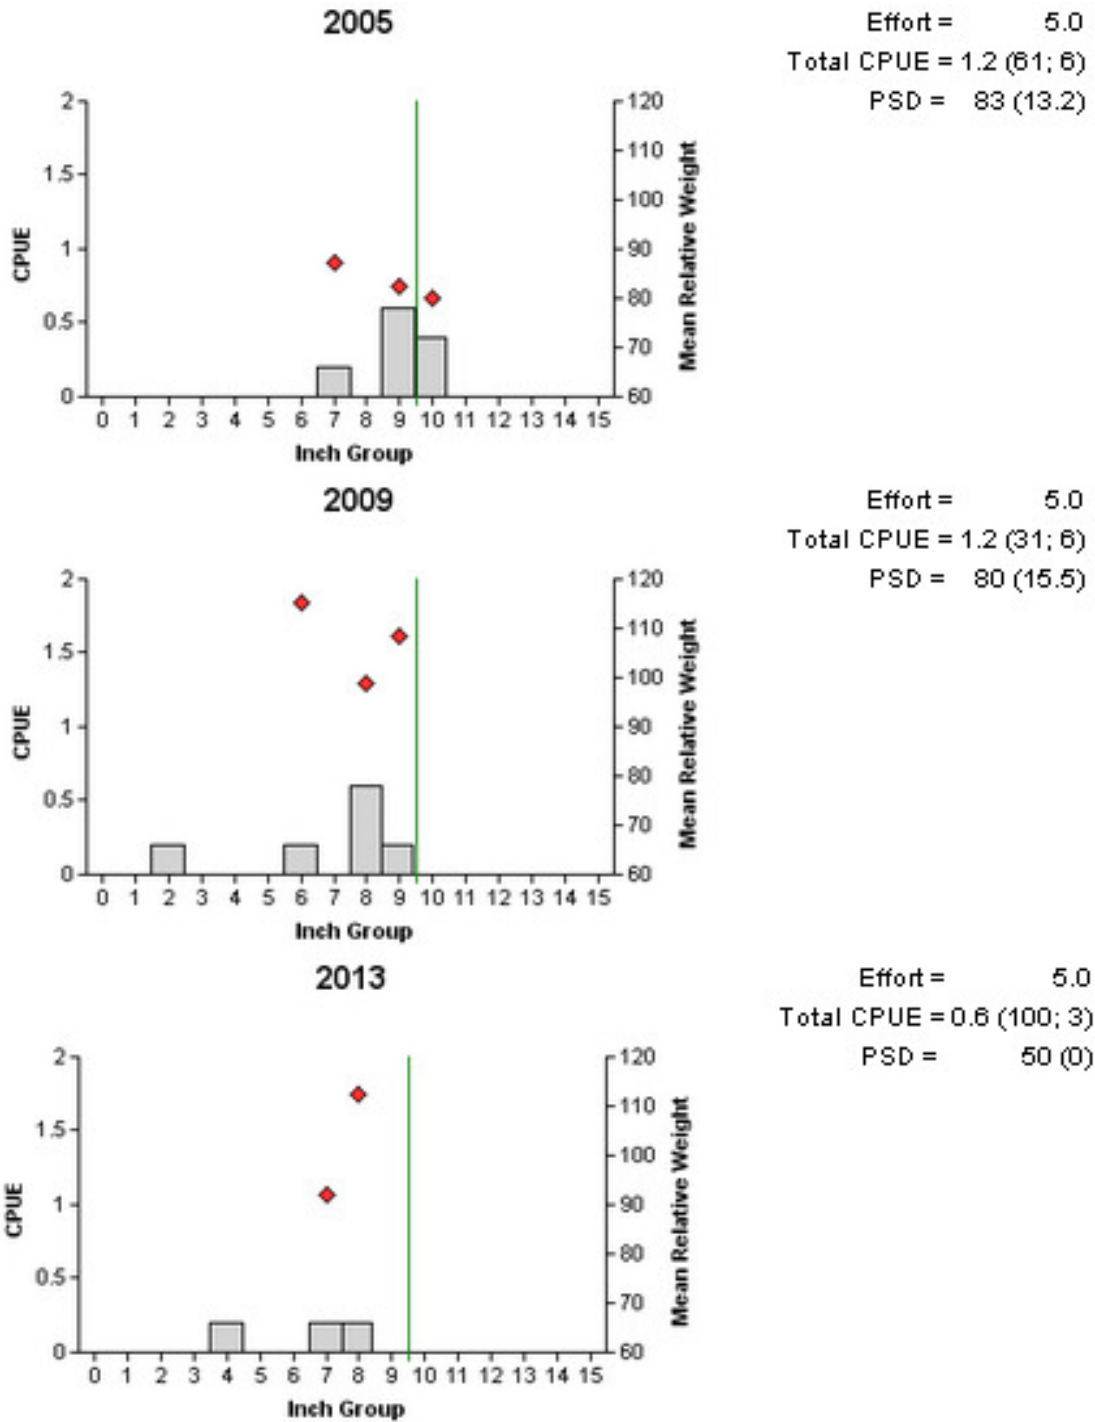 2005
Effort = 5.0
Total CPUE = 1.2 (61; 6)
PSD = 83 (13.2)
2 120
110
1.5 100
1 90
80
0.5 70
0 60
CPUE
Mean Relative Weight
0 1 2 3 4 5 6 7 8 9 10 11 12 13 14 15
Inch Group
2009
Effort = 5.0
Total CPUE = 1.2 (31; 6)
PSD = 80 (15.5)
2 120
110
1.5 100
1 90
80
0.5 70
0 60
CPUE
Mean Relative Weight
0 1 2 3 4 5 6 7 8 9 10 11 12 13 14 15
Inch Group
2013
Effort = 5.0
Total CPUE = 0.6 (100; 3)
PSD = 50 (0)
2 120
110
1.5 100
1 90
80
0.5 70
0 60
CPUE
Mean Relative Weight
0 1 2 3 4 5 6 7 8 9 10 11 12 13 14 15
Inch Group